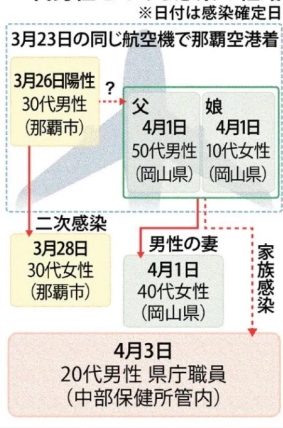 ※日付は感染確定日
3月23日の同じ航空機で那覇空港着
3月26日陽性
30代男性
(那覇市)
?
父
4月1日
50代男性
(岡山県)
娘
4月1日
10代女性
(岡山県)
二次感染
3月28日
30代女性
(那覇市)
男性の妻
4月1日
40代女性
(岡山県)
家族感染
4月3日
20代男性 県庁職員
(中部保健所管内)